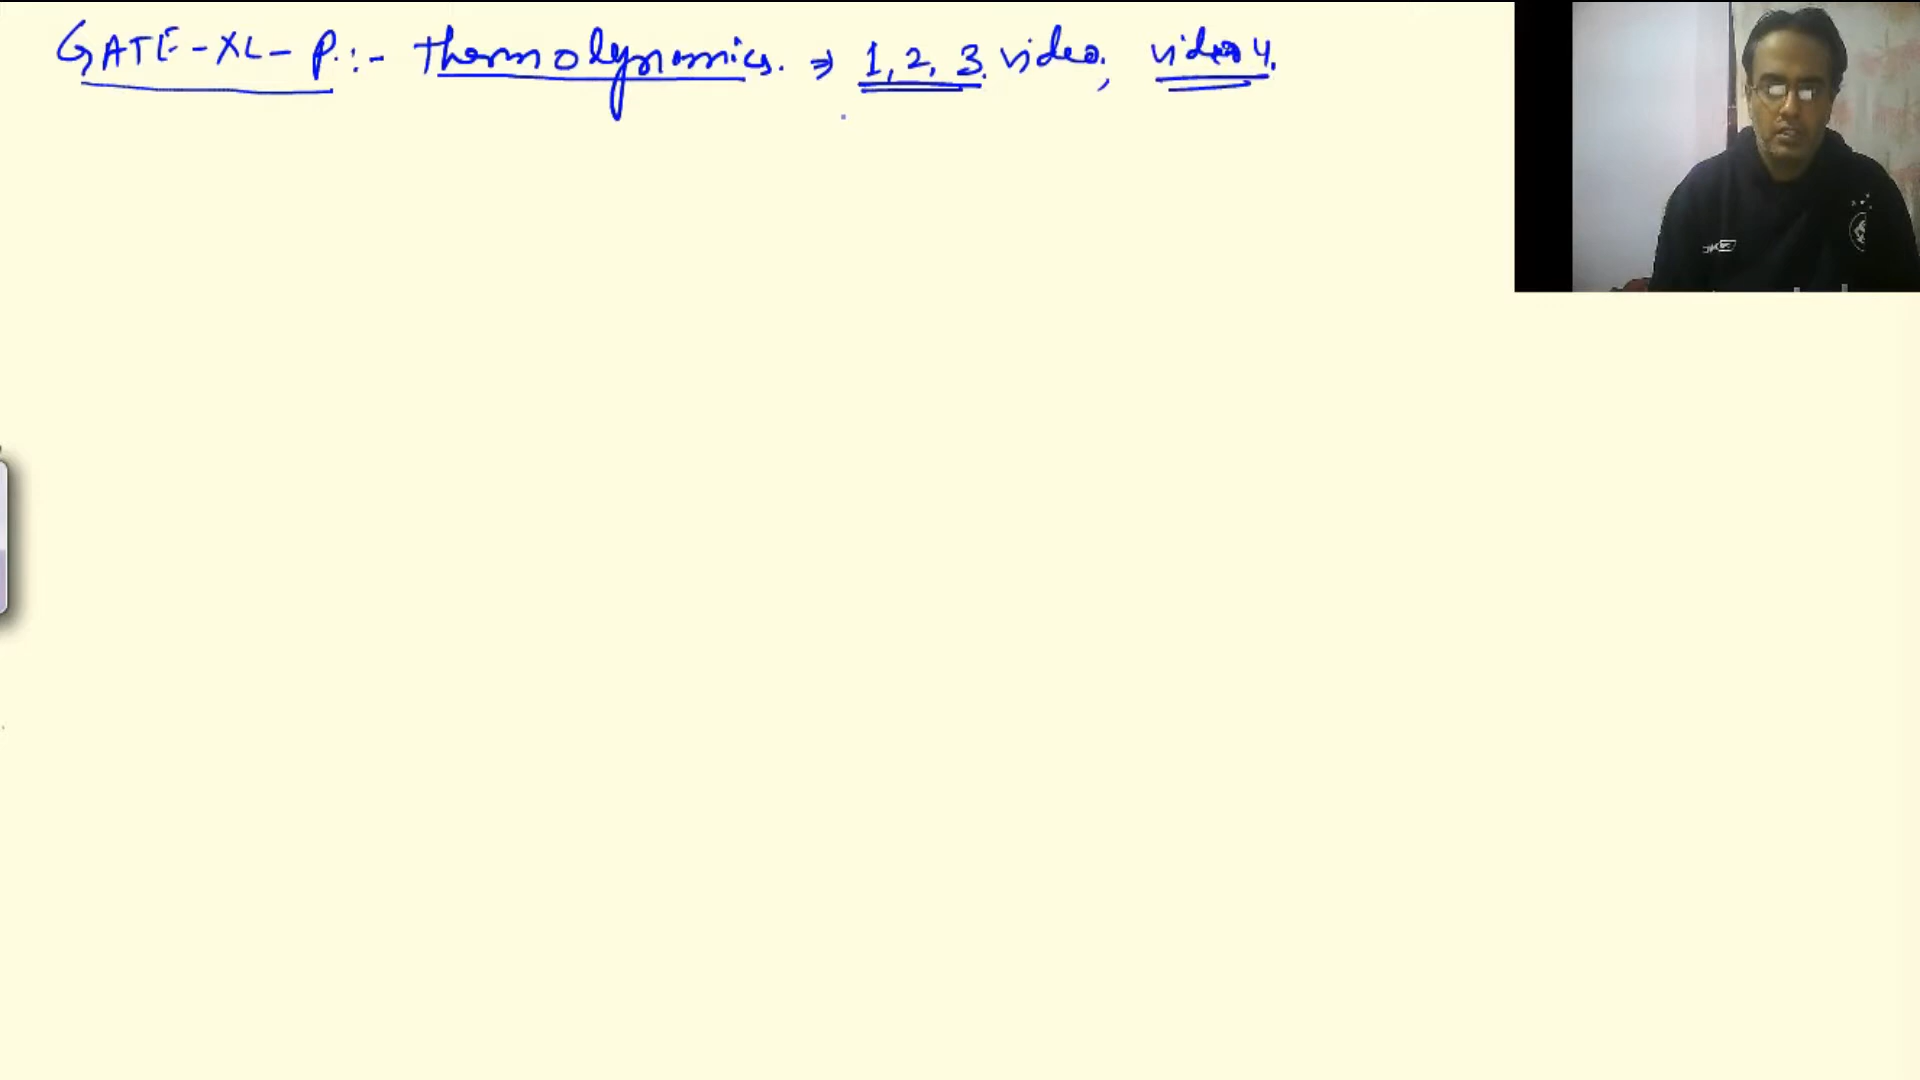 GATE-XL-P:- Thermodynamics. ⇒ 1, 2, 3. video, video 4.